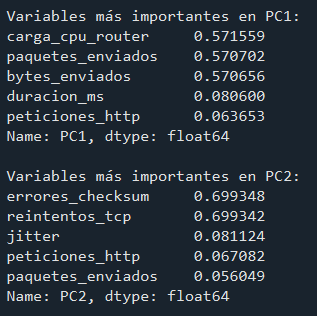 Variables más importantes en PC1:
carga_cpu_router 0.571559
paquetes_enviados 0.570702
bytes_enviados 0.570656
duracion_ms 0.080600
peticiones_http 0.063653
Name: PC1, dtype: float64

Variables más importantes en PC2:
errores_checksum 0.699348
reintentos_tcp 0.699342
jitter 0.081124
peticiones_http 0.067082
paquetes_enviados 0.056049
Name: PC2, dtype: float64